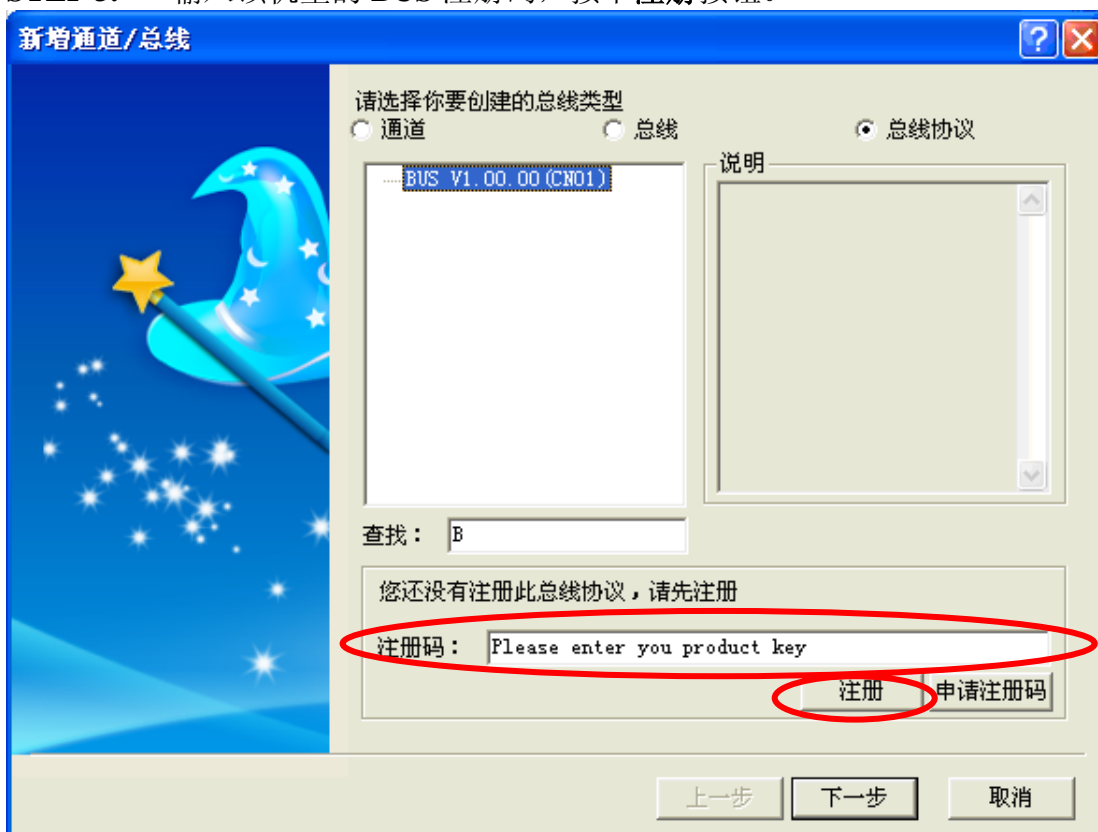 新增通道/总线
请选择你要创建的总线类型
通道 总线 总线协议
BUS V1.00.00(CN01)
说明
查找： B
您还没有注册此总线协议，请先注册
注册码： Please enter you product key
注册 申请注册码
上一步 下一步 取消